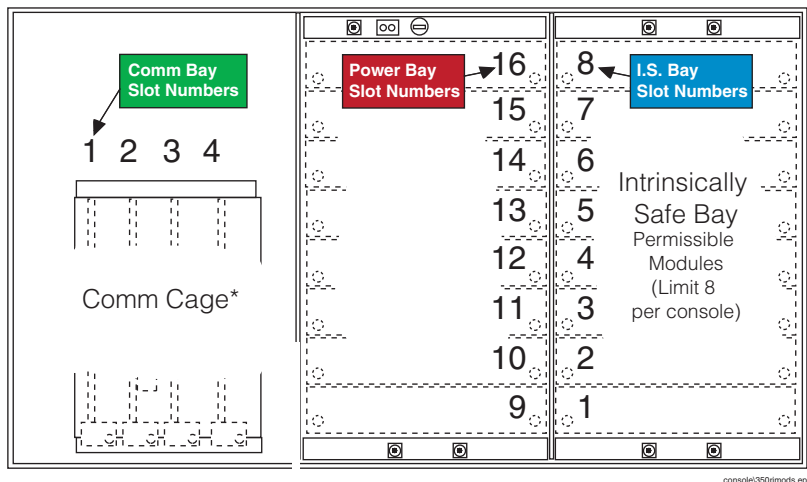 Comm Bay
Slot Numbers
1 2 3 4
Comm Cage*
Power Bay
Slot Numbers
16
15
14
13
12
11
10
9
I.S. Bay
Slot Numbers
8
7
6
5
4
3
2
1
Intrinsically
Safe Bay
Permissible
Modules
(Limit 8
per console)